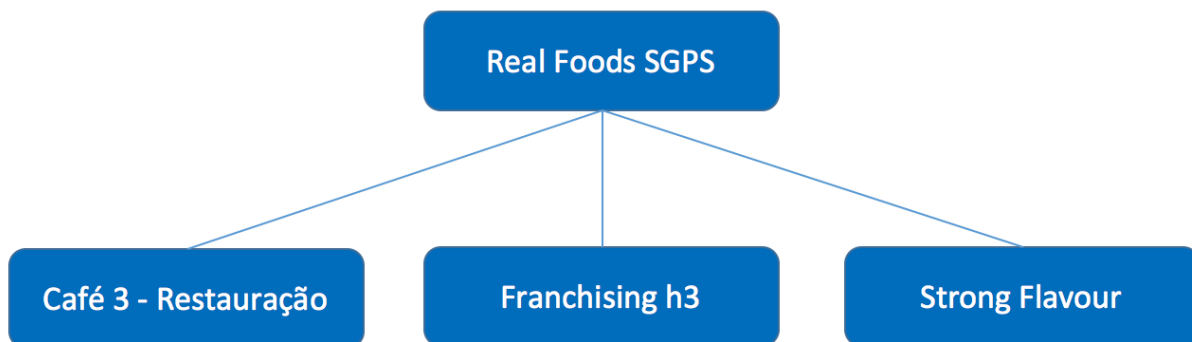 Real Foods SGPS
Café 3 - Restauração
Franchising h3
Strong Flavour